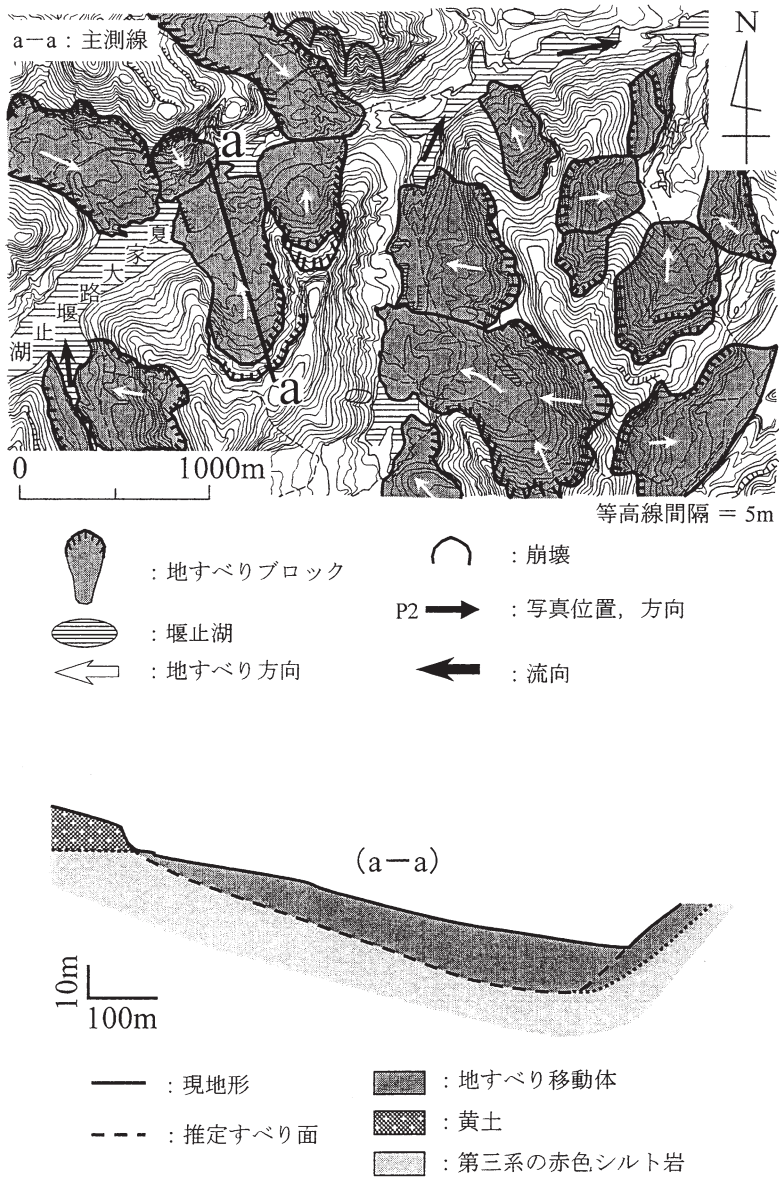 a－a：主測線
N
a
夏
家
大
路
堰
止
湖
a
0 1000m
等高線間隔 = 5m
：地すべりブロック
：崩壊
：堰止湖
P2 ：写真位置，方向
：地すべり方向
：流向
(a－a)
10m
100m
：現地形
：地すべり移動体
：推定すべり面
：黄土
：第三系の赤色シルト岩